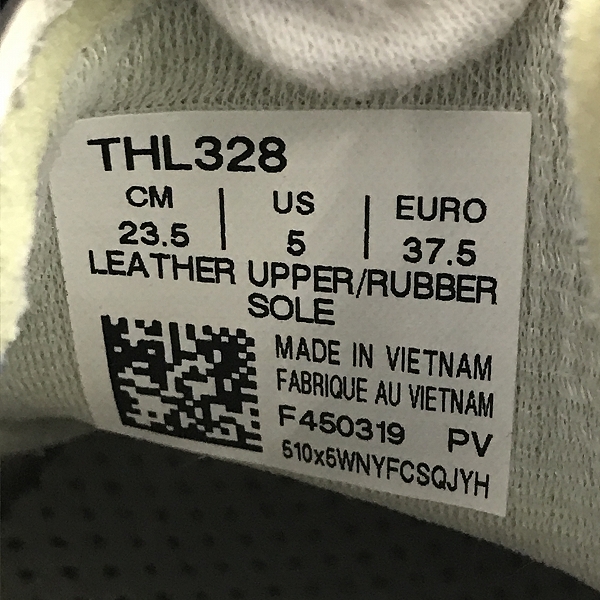 THL328
CM | US | EURO
23.5 | 5 | 37.5
LEATHER UPPER/RUBBER
SOLE
MADE IN VIETNAM
FABRIQUE AU VIETNAM
F450319 PV
510x5WNYFCSQJYH